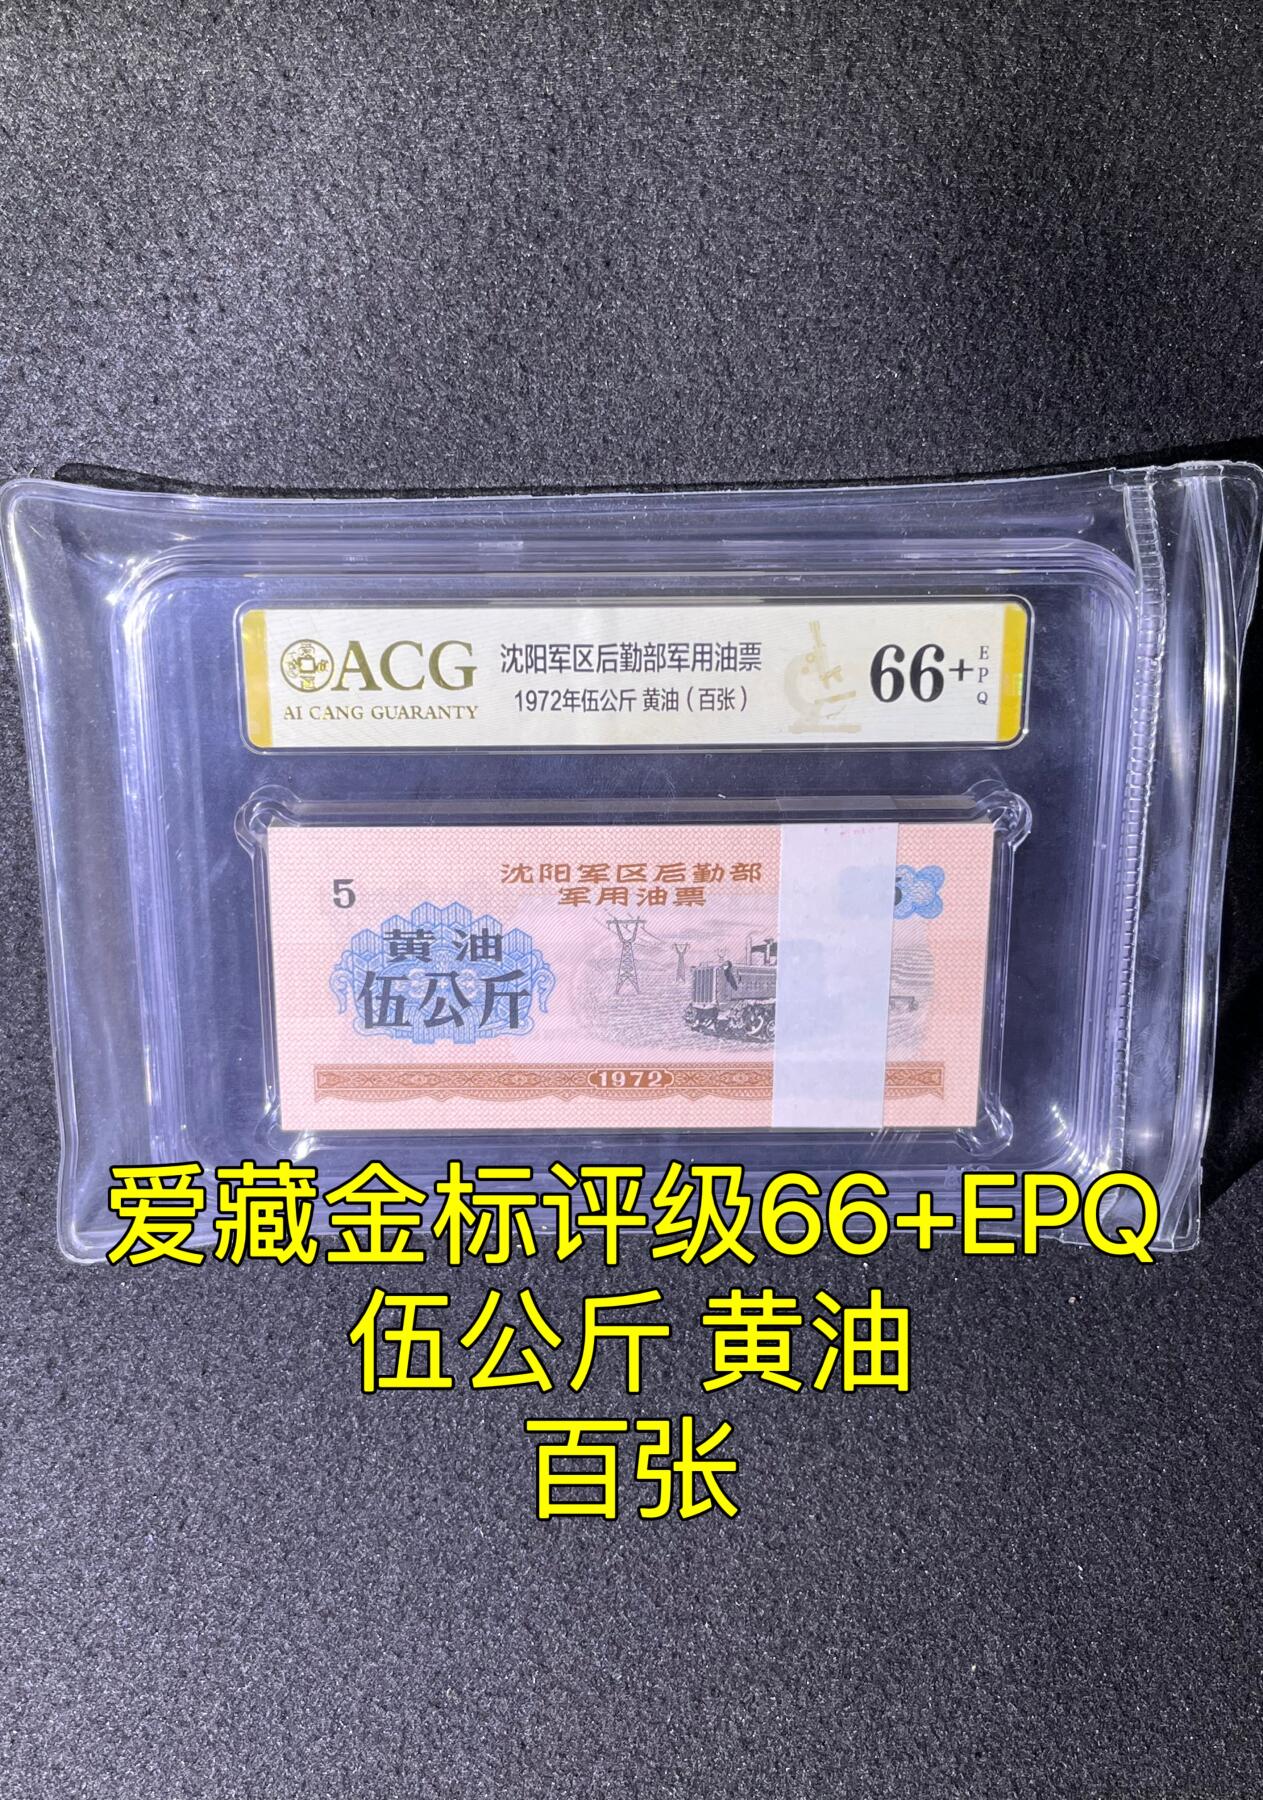 ACG
AI CANG GUARANTY
沈阳军区后勤部军用油票
1972年伍公斤 黄油（百张）
66+
EPQ
沈阳军区后勤部
军用油票
5
5
黄油
伍公斤
1972
爱藏金标评级66+EPQ
伍公斤 黄油
百张